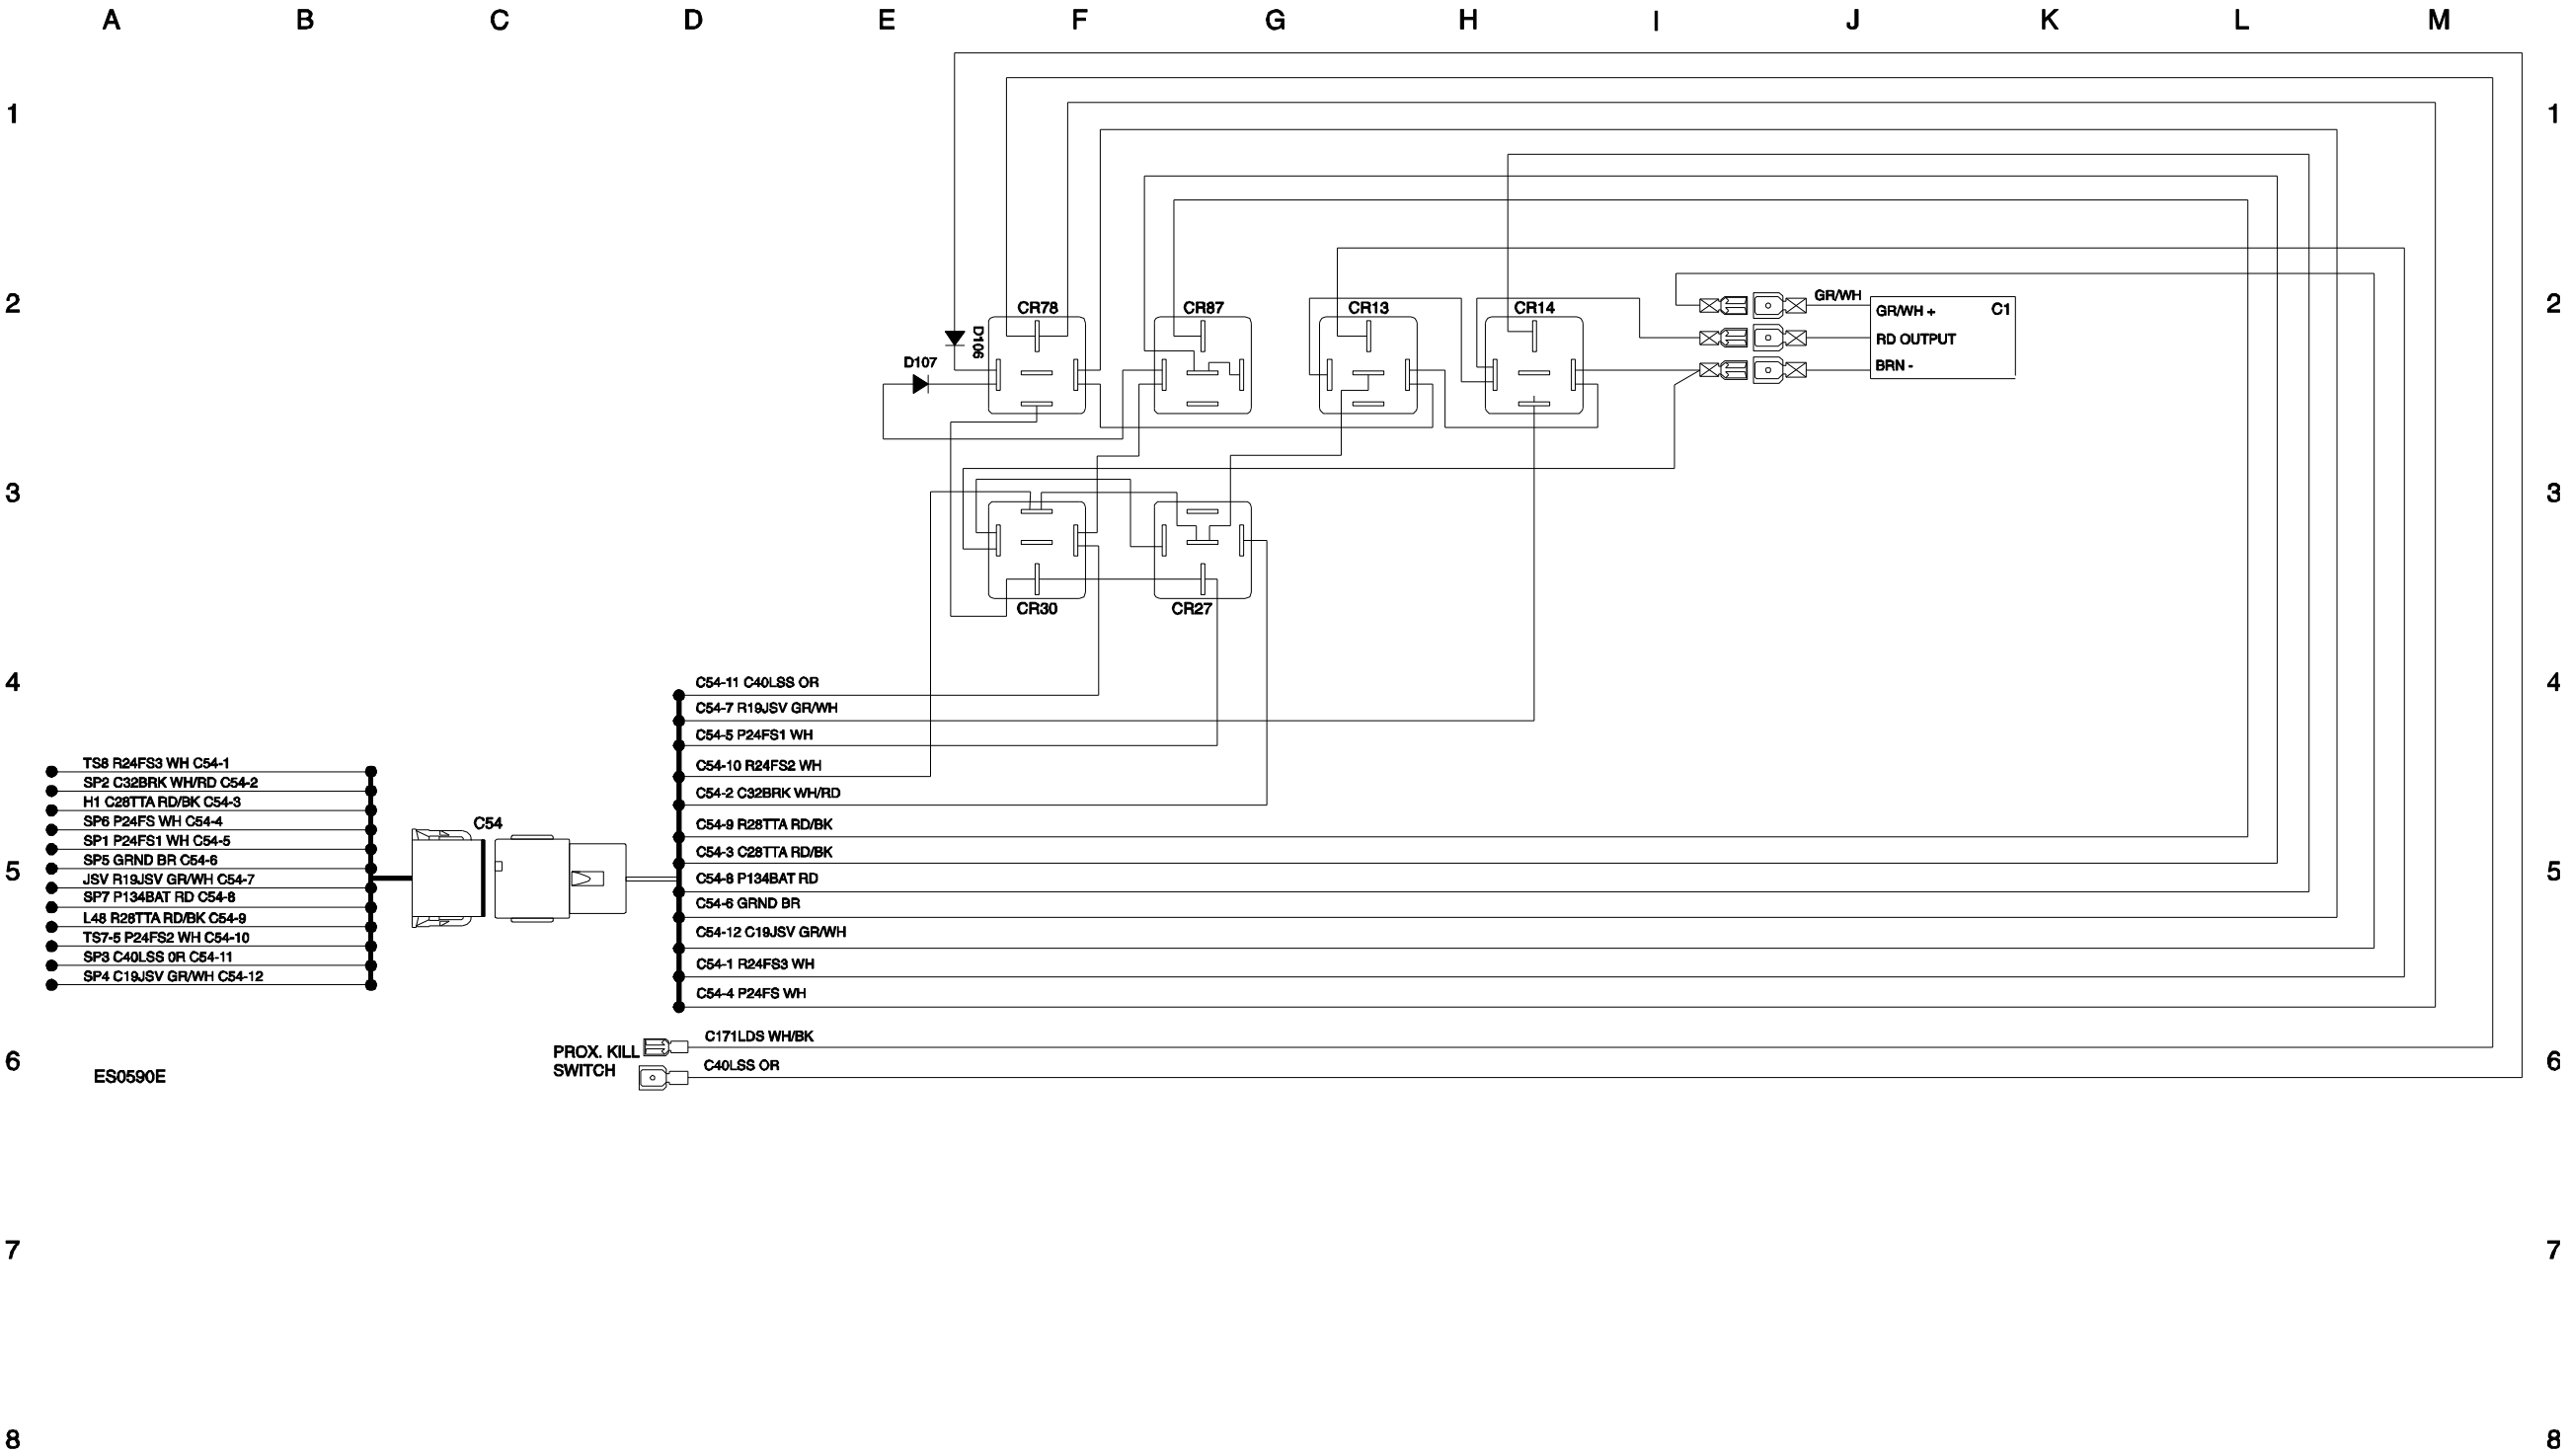 A B C D E F G H I J K L M
1 1
CR78 CR87 CR13 CR14
2 2
D106
D107
GR/WH
GR/WH + C1
RD OUTPUT
BRN -
3 3
CR30 CR27
4 4
C54-11 C40LSS OR
C54-7 R19JSV GR/WH
C54-5 P24FS1 WH
C54-10 R24FS2 WH
C54-2 C32BRK WH/RD
C54-9 R28TTA RD/BK
C54-3 C28TTA RD/BK
C54-8 P134BAT RD
C54-6 GRND BR
C54-12 C19JSV GR/WH
C54-1 R24FS3 WH
C54-4 P24FS WH
TS8 R24FS3 WH C54-1
SP2 C32BRK WH/RD C54-2
H1 C28TTA RD/BK C54-3
SP6 P24FS WH C54-4
SP1 P24FS1 WH C54-5
SP5 GRND BR C54-6
JSV R19JSV GR/WH C54-7
SP7 P134BAT RD C54-8
L48 R28TTA RD/BK C54-9
TS7-5 P24FS2 WH C54-10
SP3 C40LSS 0R C54-11
SP4 C19JSV GR/WH C54-12
C54
5 5
C171LDS WH/BK
PROX. KILL
SWITCH
C40LSS OR
6 6
ES0590E
7 7
8 8